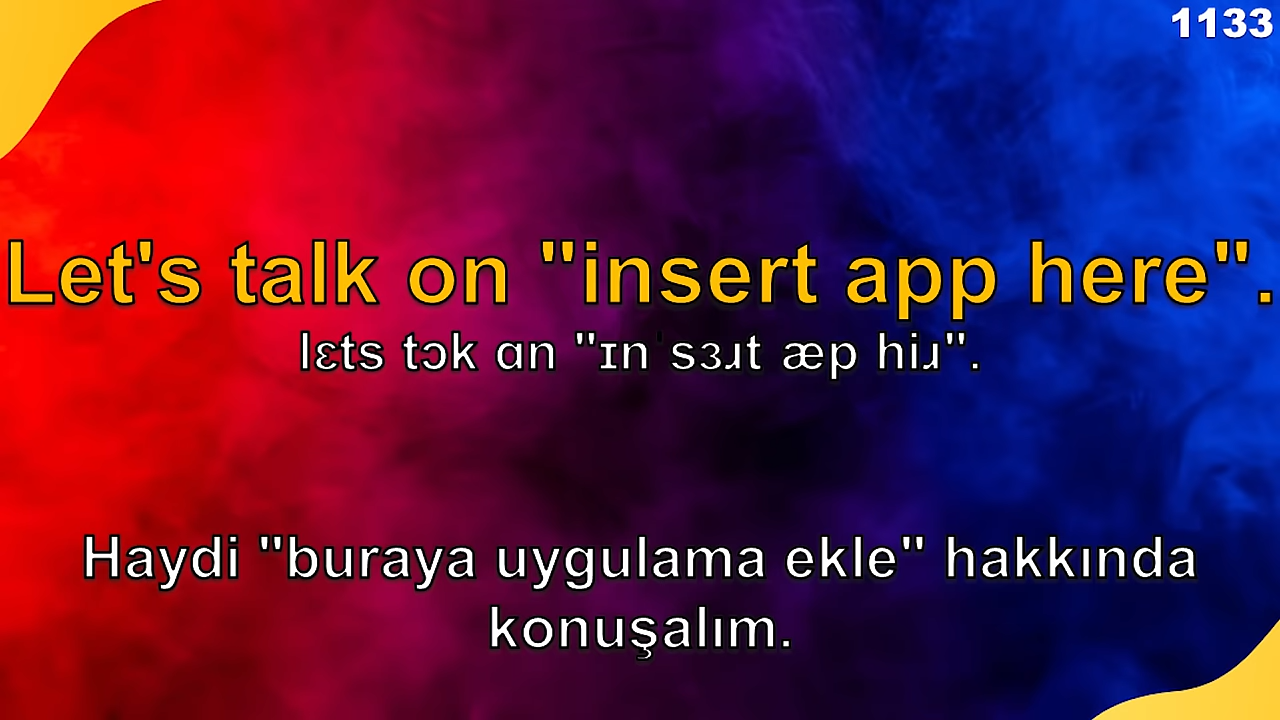 1133
Let's talk on "insert app here".
lɛts tɔk ɑn "ɪnˈsɜɹt æp hiɹ".
Haydi "buraya uygulama ekle" hakkında
konuşalım.